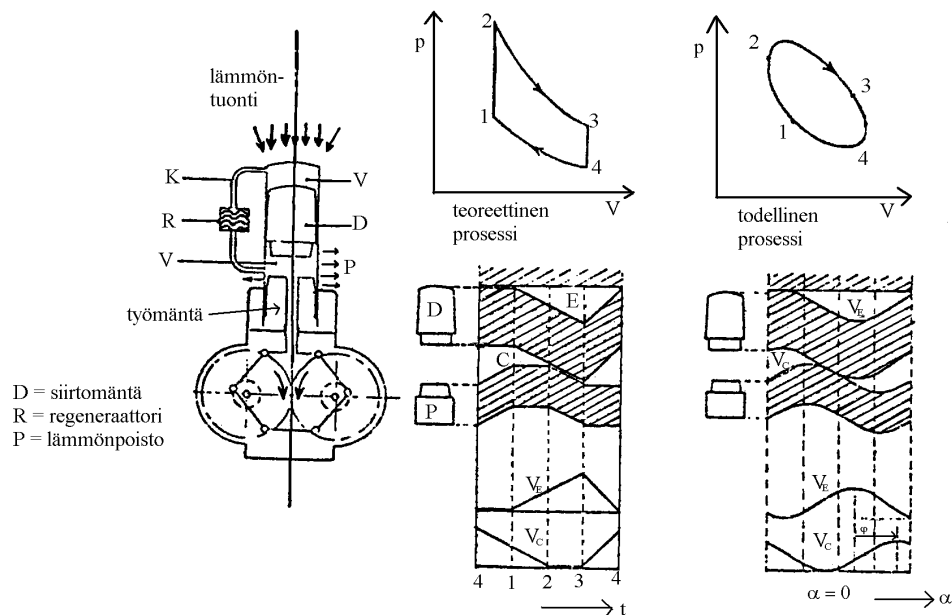 lämmön-
tuonti
K
V
R
D
V
P
työmäntä
D = siirtomäntä
R = regeneraattori
P = lämmönpoisto
p
2
1
3
4
V
teoreettinen
prosessi
p
2
3
1
4
V
todellinen
prosessi
D
E
C
P
V_E
V_C
4 1 2 3 4
t
V_E
V_C
V_E
φ
V_C
α = 0
α